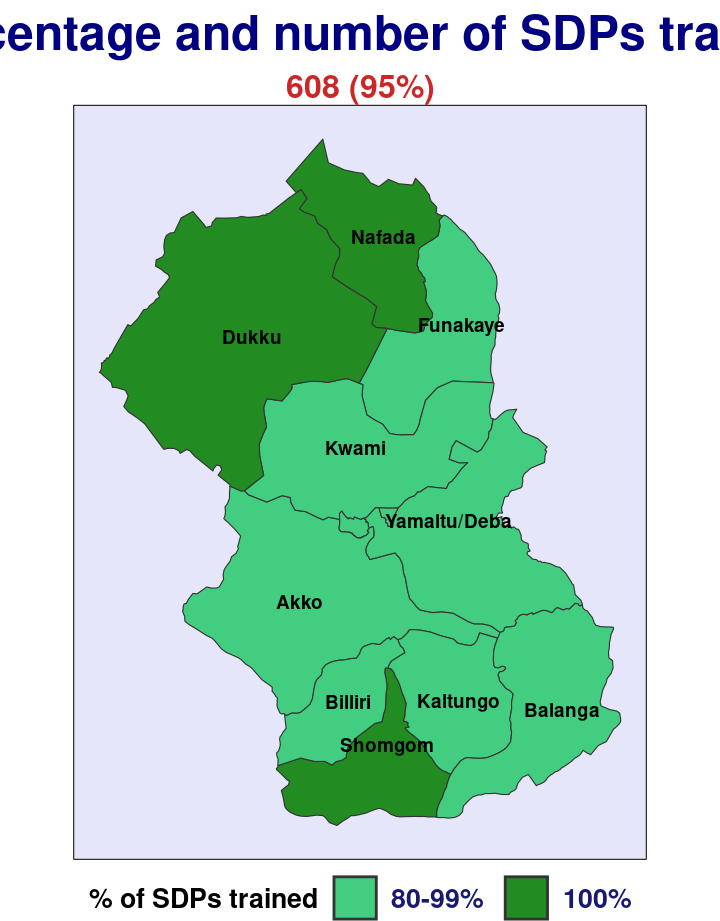 centage and number of SDPs tra
608 (95%)
Nafada
Funakaye
Dukku
Kwami
Yamaltu/Deba
Akko
Billiri
Kaltungo
Balanga
Shomgom
% of SDPs trained 80-99% 100%